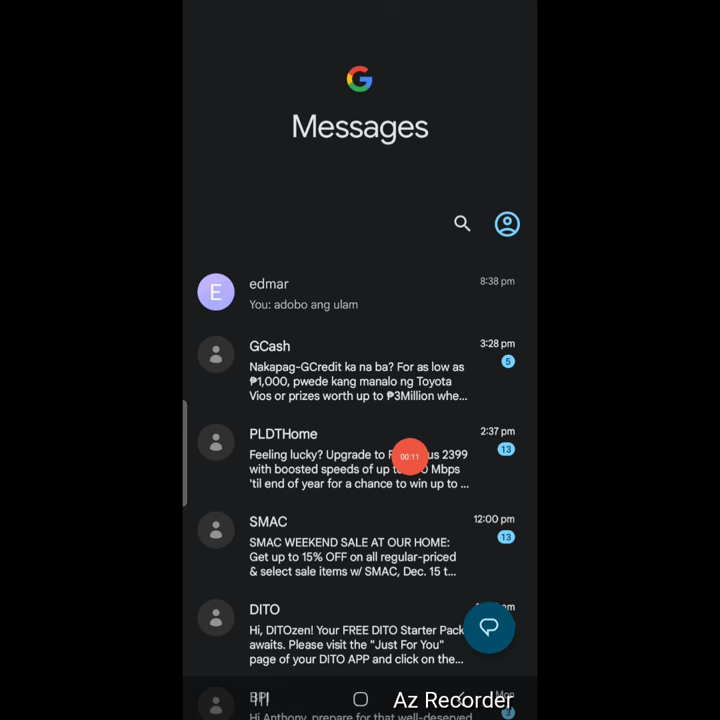 Messages
edmar
8:38 pm
E
You: adobo ang ulam
GCash
3:28 pm
Nakapag-GCredit ka na ba? For as low as
5
₱1,000, pwede kang manalo ng Toyota
Vios or prizes worth up to ₱3Million whe...
PLDTHome
2:37 pm
Feeling lucky? Upgrade to us 2399
13
with boosted speeds of up Mbps
00:11
'til end of year for a chance to win up to ...
SMAC
12:00 pm
SMAC WEEKEND SALE AT OUR HOME:
13
Get up to 15% OFF on all regular-priced
& select sale items w/ SMAC, Dec. 15 t...
DITO
Hi, DITOzen! Your FREE DITO Starter Pack
awaits. Please visit the "Just For You"
page of your DITO APP and click on the...
BPI
Mon
Az Recorder
Hi Anthony, prepare for that well-deserved
3